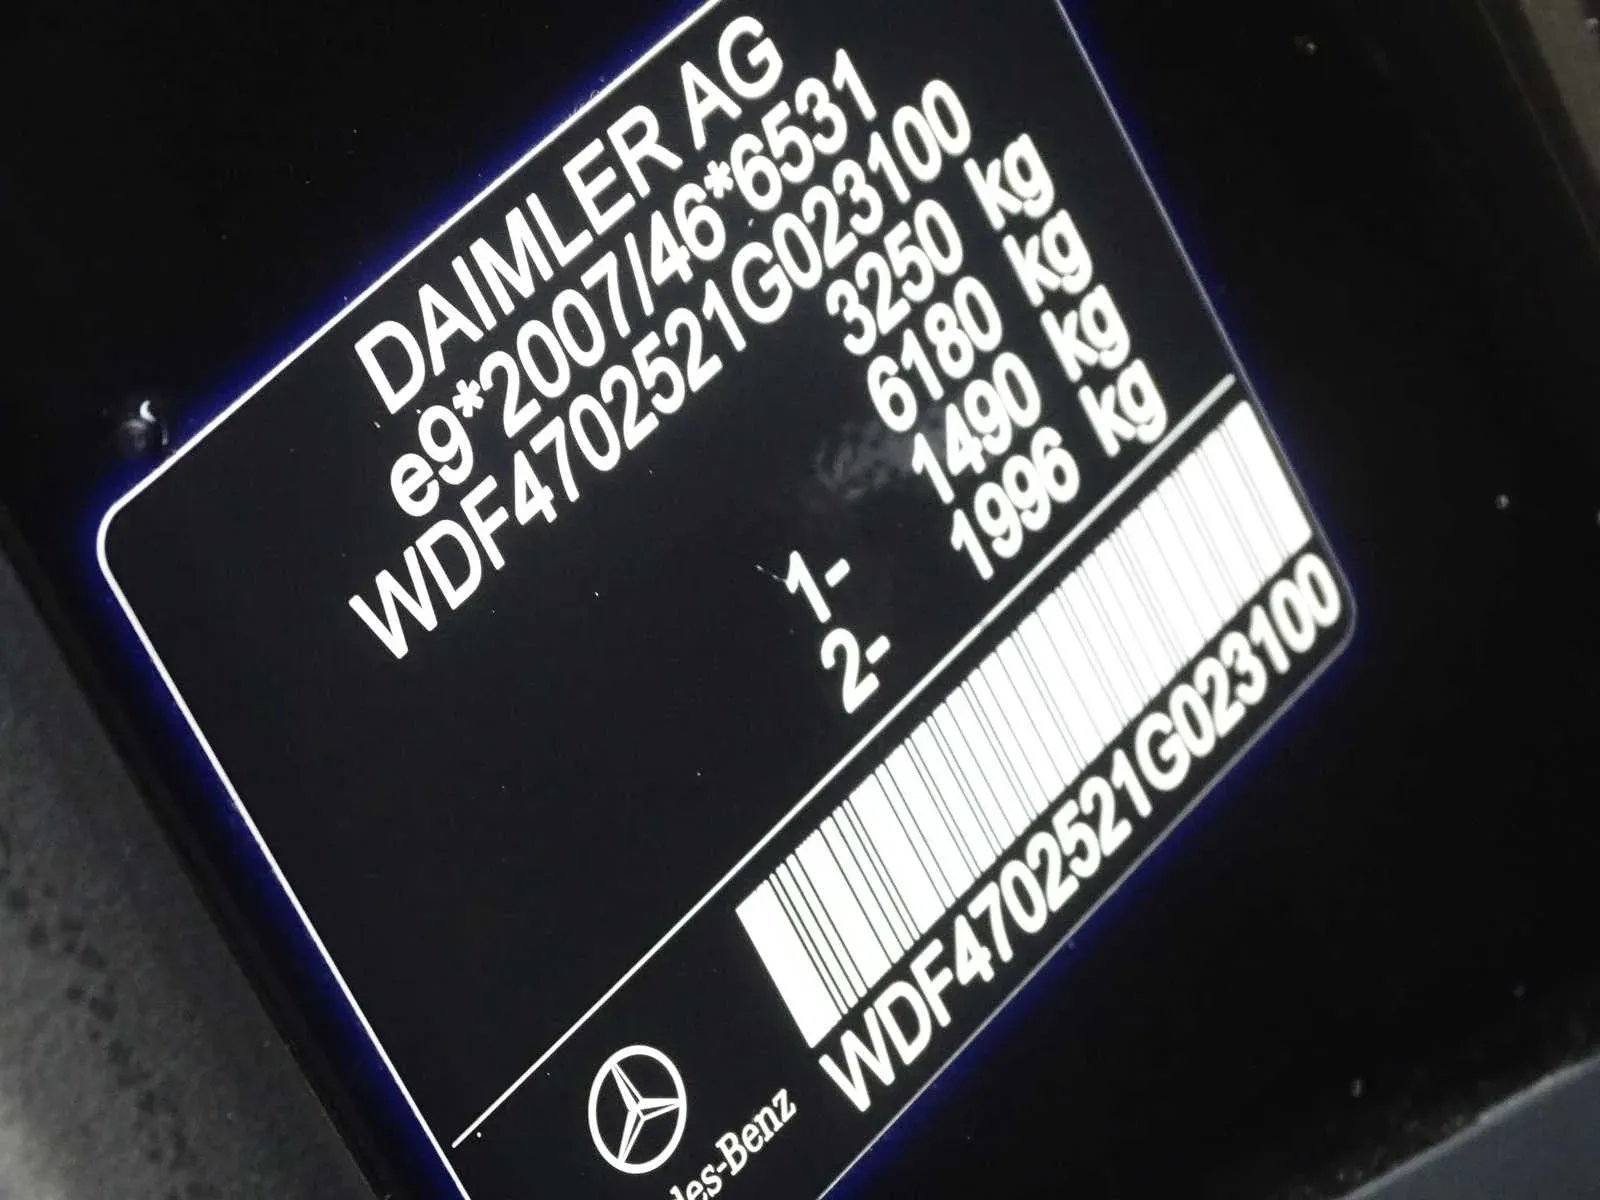 DAIMLER AG
e9*2007/46*6531
WDF4702521G023100
3250 kg
6180 kg
1- 1490 kg
2- 1996 kg
WDF4702521G023100
des-Benz